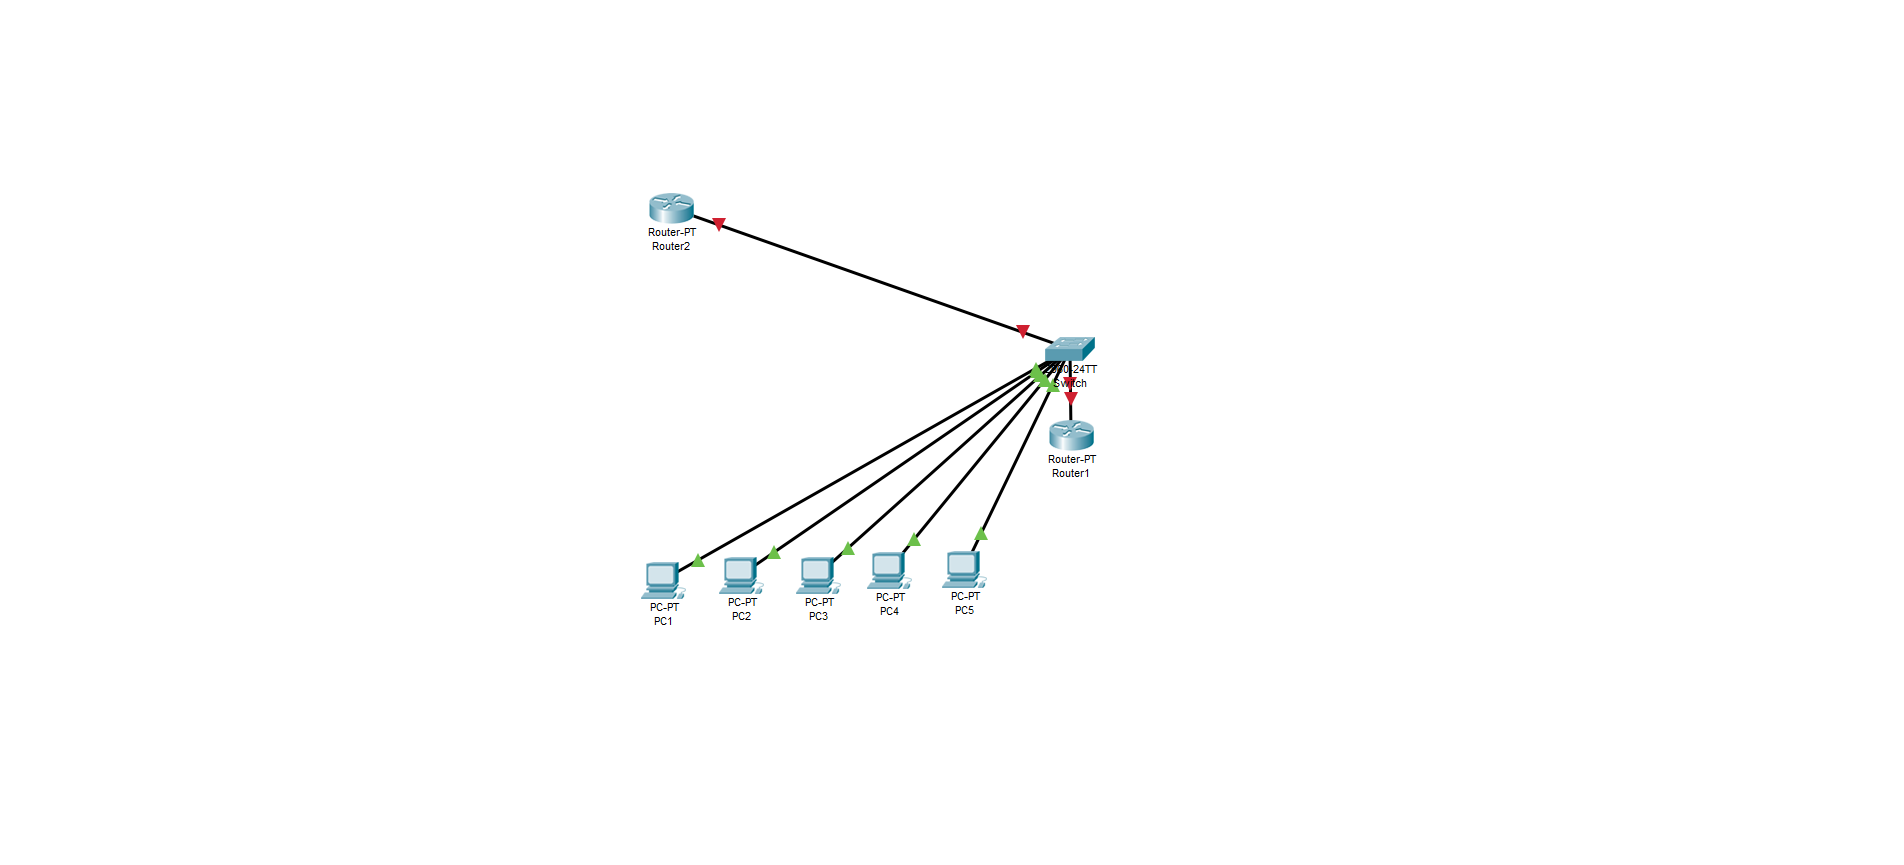 Router-PT
Router2
24TT
Switch
Router-PT
Router1
PC-PT
PC1
PC-PT
PC2
PC-PT
PC3
PC-PT
PC4
PC-PT
PC5